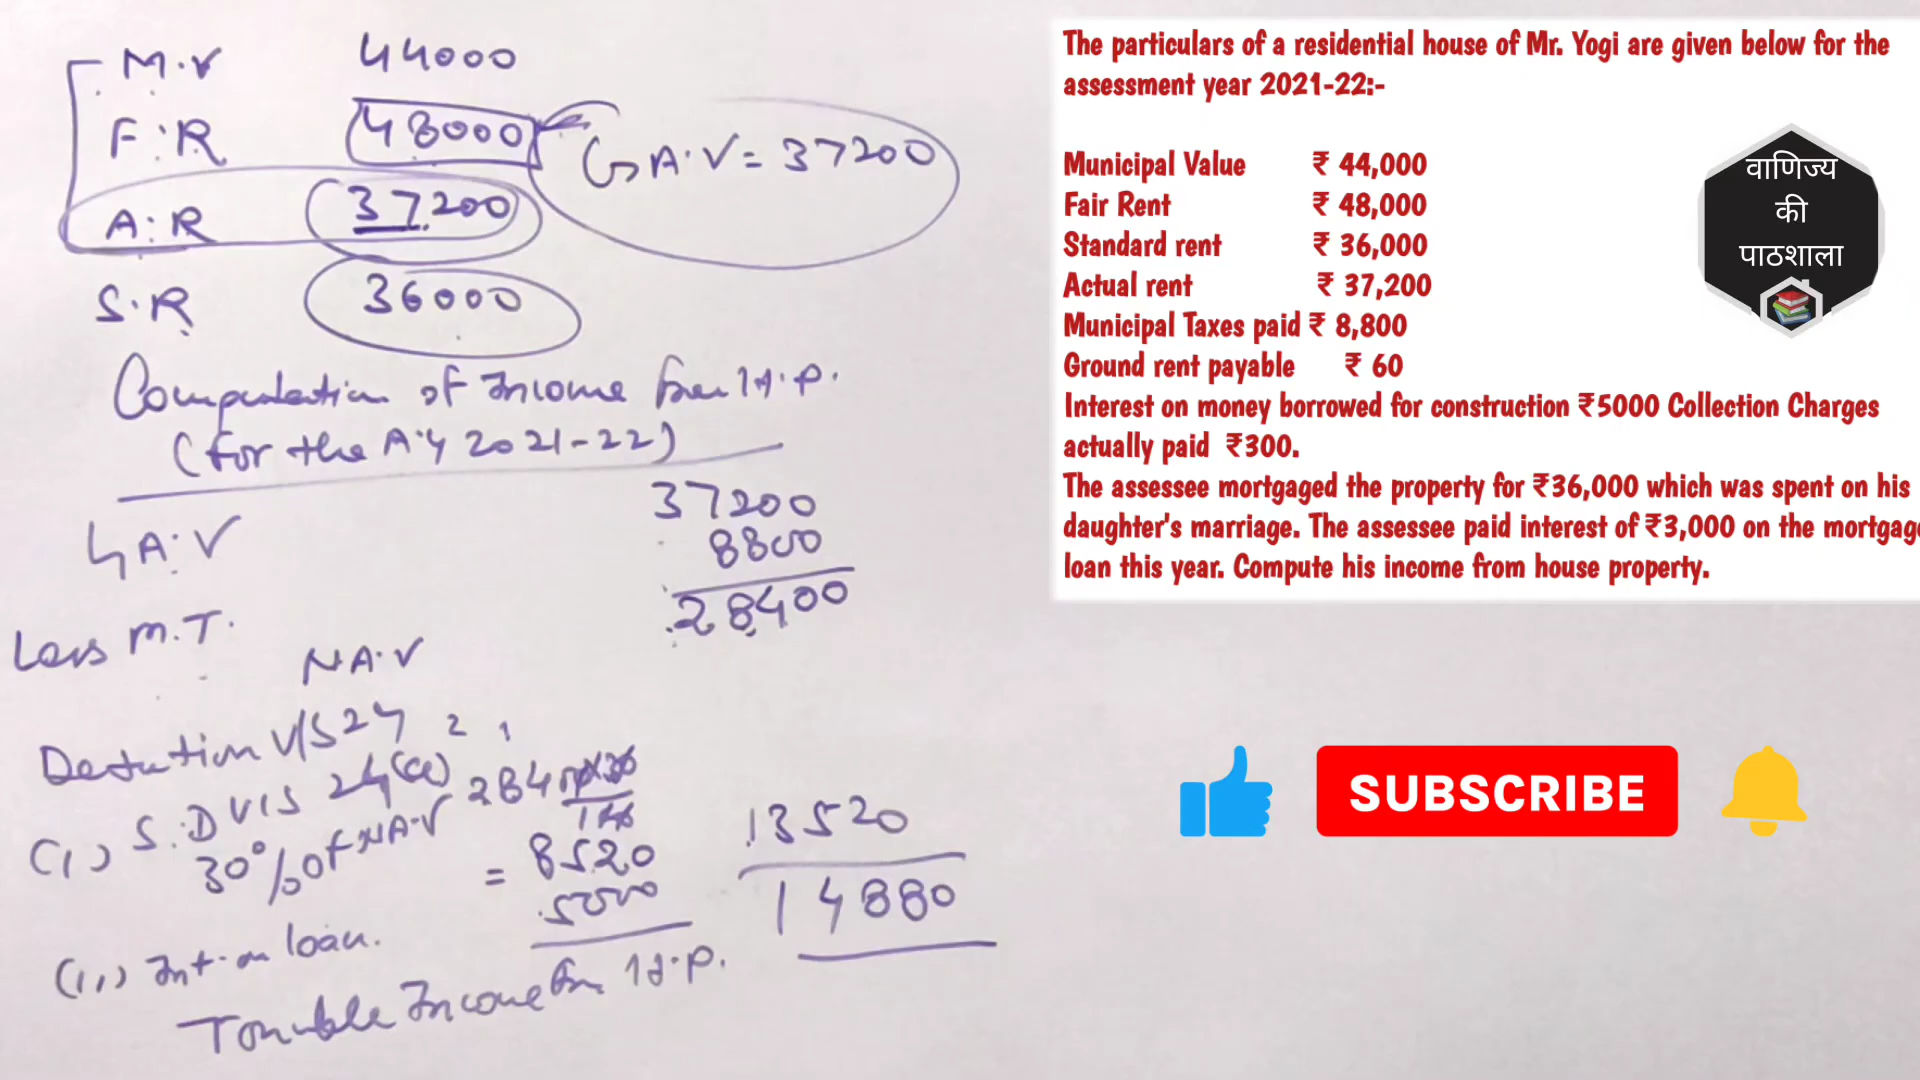 M.V 44000
F.R 48000
G.A.V = 37200
A.R 37200
S.R 36000
Computation of Income from H.P.
(For the A.Y 2021-22)
G.A.V 37200
Less M.T. 8800
N.A.V 28400
Deduction U/S 24
(i) S.D U/S 24(a)
30% of N.A.V 28400x30
100
= 8520
(ii) Int. on loan. 5000
13520
Taxable Income from H.P. 14880
The particulars of a residential house of Mr. Yogi are given below for the
assessment year 2021-22:-
Municipal Value ₹ 44,000
Fair Rent ₹ 48,000
Standard rent ₹ 36,000
Actual rent ₹ 37,200
Municipal Taxes paid ₹ 8,800
Ground rent payable ₹ 60
Interest on money borrowed for construction ₹5000 Collection Charges
actually paid ₹300.
The assessee mortgaged the property for ₹36,000 which was spent on his
daughter's marriage. The assessee paid interest of ₹3,000 on the mortgage
loan this year. Compute his income from house property.
वाणिज्य
की
पाठशाला
SUBSCRIBE